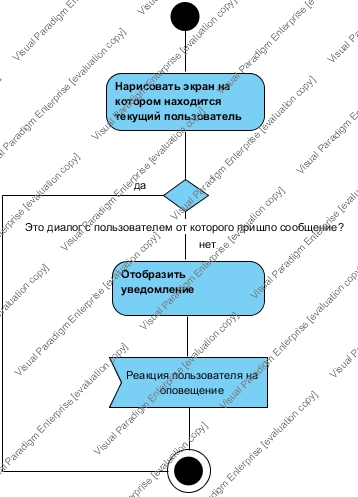 Нарисовать экран на
котором находится
текущий пользователь
да
Это диалог с пользователем от которого пришло сообщение?
нет
Отобразить
уведомление
Реакция пользователя на
оповещение
Visual Paradigm Enterprise [evaluation copy]